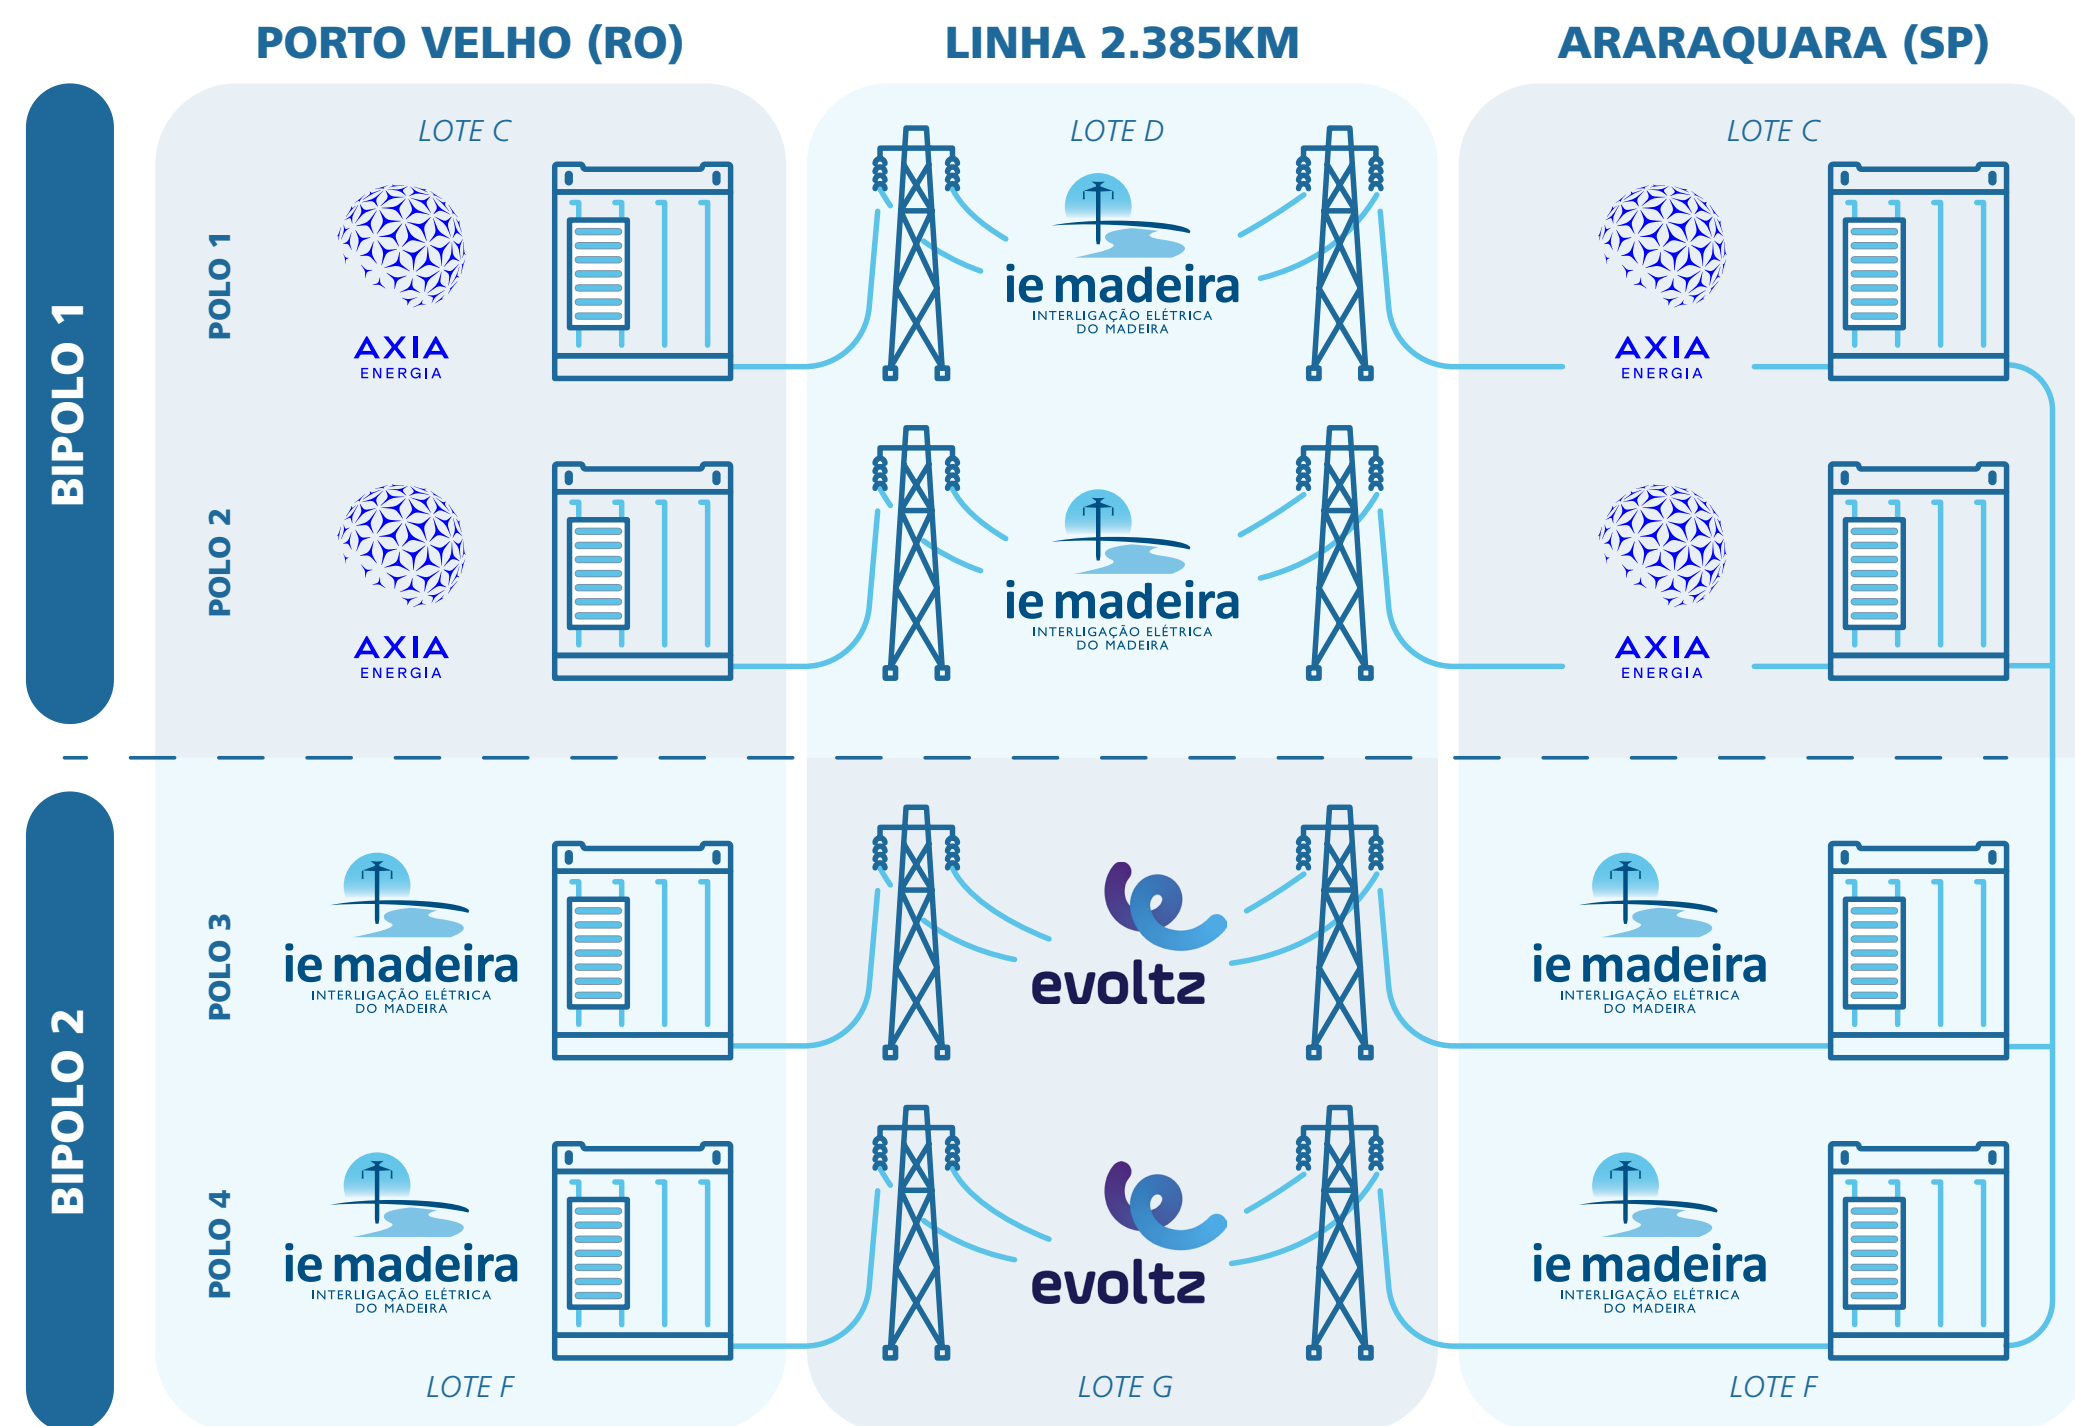 PORTO VELHO (RO)
LINHA 2.385KM
ARARAQUARA (SP)
BIPOLO 1
LOTE C
LOTE D
LOTE C
POLO 1
AXIA
ENERGIA
ie madeira
INTERLIGAÇÃO ELÉTRICA
DO MADEIRA
AXIA
ENERGIA
POLO 2
AXIA
ENERGIA
ie madeira
INTERLIGAÇÃO ELÉTRICA
DO MADEIRA
AXIA
ENERGIA
BIPOLO 2
POLO 3
ie madeira
INTERLIGAÇÃO ELÉTRICA
DO MADEIRA
evoltz
ie madeira
INTERLIGAÇÃO ELÉTRICA
DO MADEIRA
POLO 4
ie madeira
INTERLIGAÇÃO ELÉTRICA
DO MADEIRA
evoltz
ie madeira
INTERLIGAÇÃO ELÉTRICA
DO MADEIRA
LOTE F
LOTE G
LOTE F